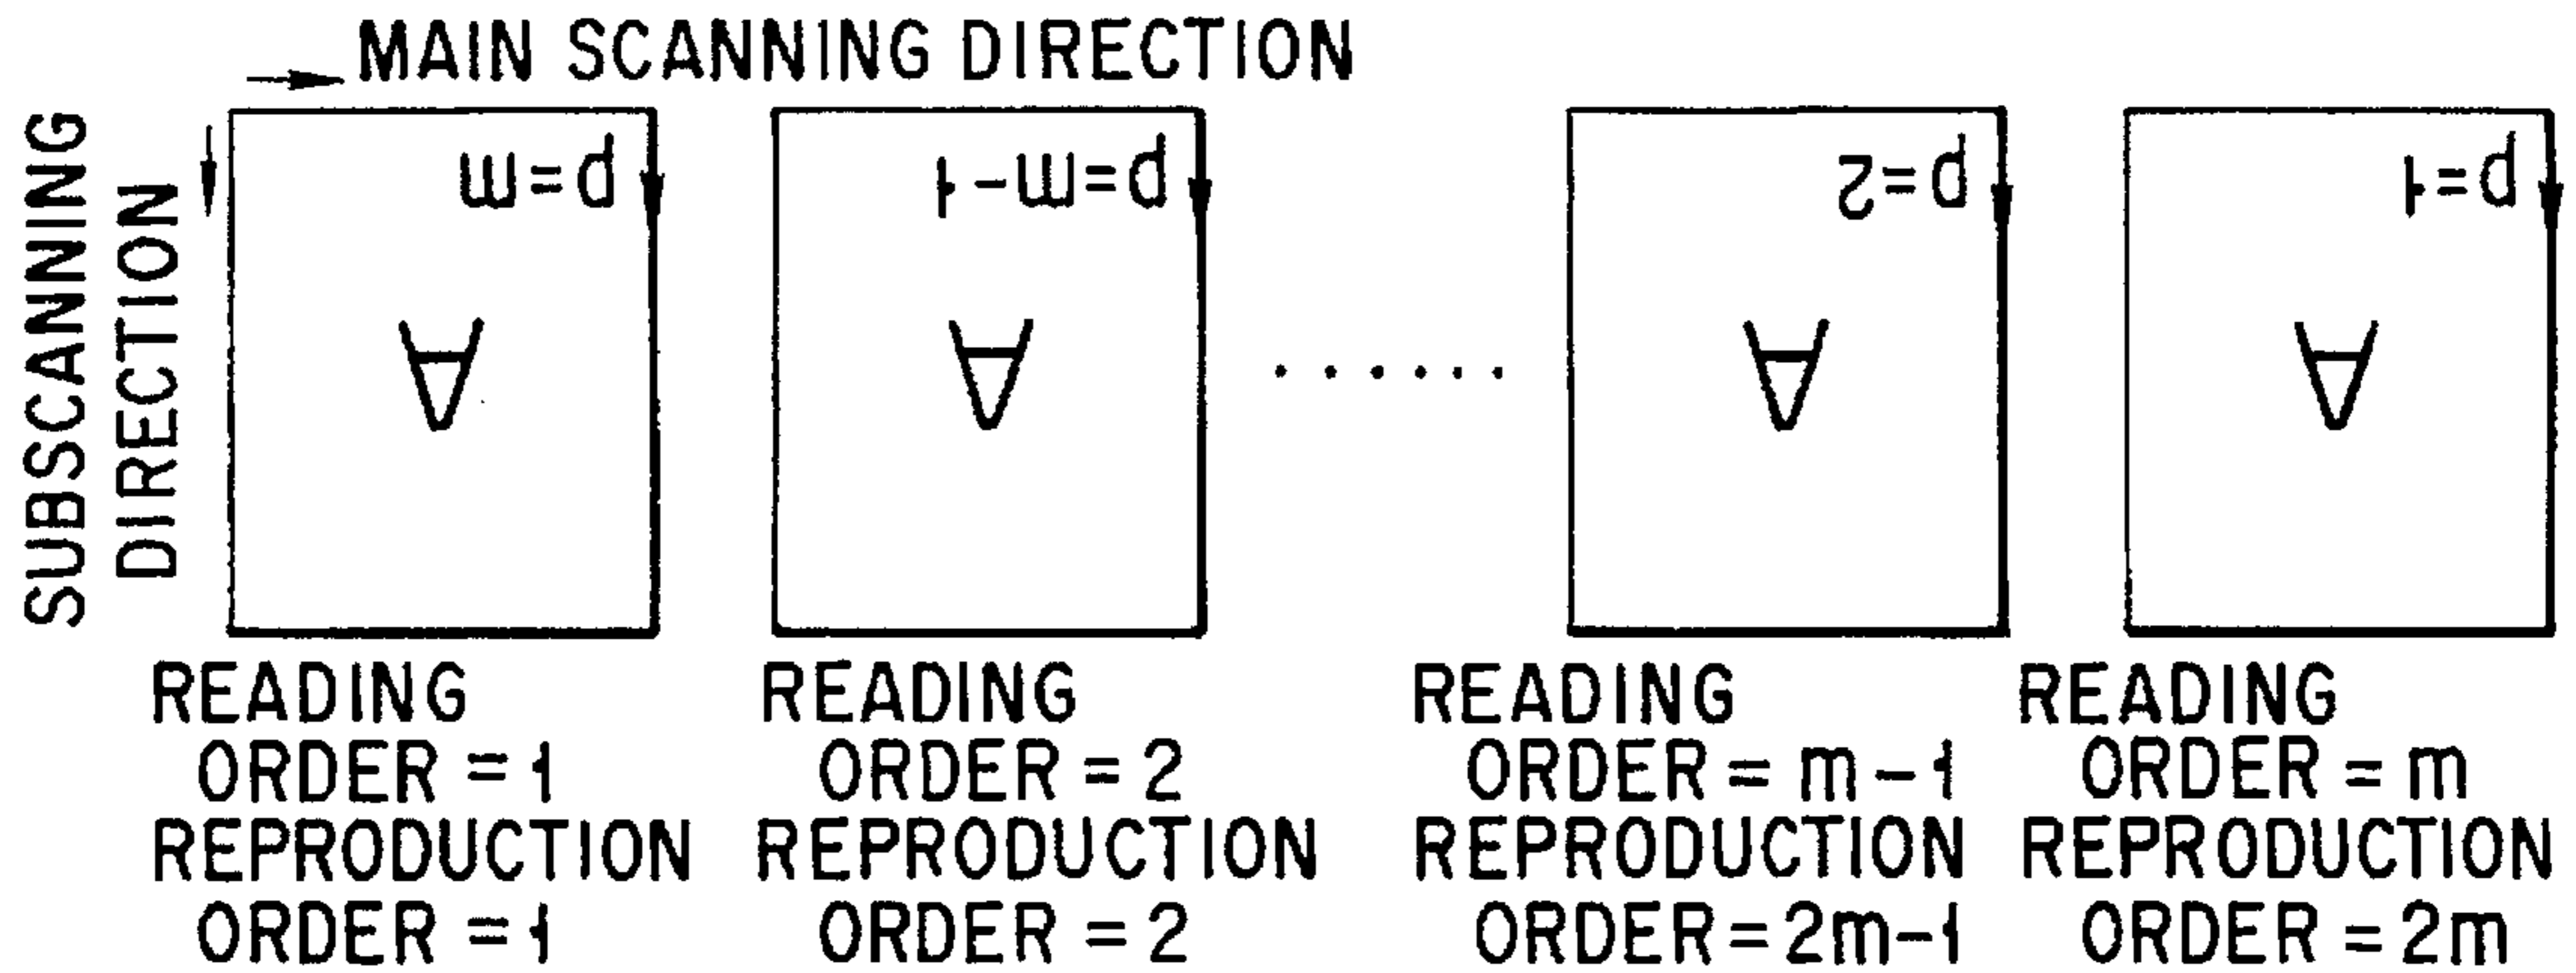 MAIN SCANNING DIRECTION
SUBSCANNING
DIRECTION
p=m
p=m-1
p=2
p=1
A
A
......
A
A
READING
ORDER = 1
REPRODUCTION
ORDER = 1
READING
ORDER = 2
REPRODUCTION
ORDER = 2
READING
ORDER = m-1
REPRODUCTION
ORDER = 2m-1
READING
ORDER = m
REPRODUCTION
ORDER = 2m